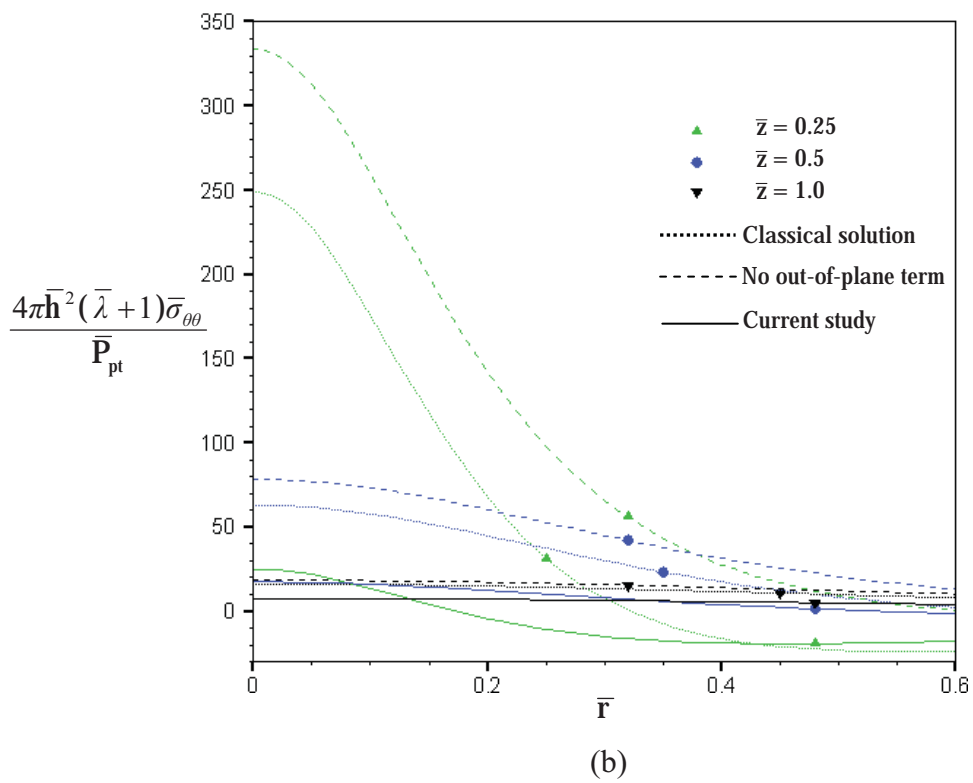 350
300
250
200
150
100
50
0
z̄ = 0.25
z̄ = 0.5
z̄ = 1.0
Classical solution
No out-of-plane term
Current study
4πh̄²(λ̄+1)σ̄θθ
P̄pt
0 0.2 0.4 0.6
r̄
(b)